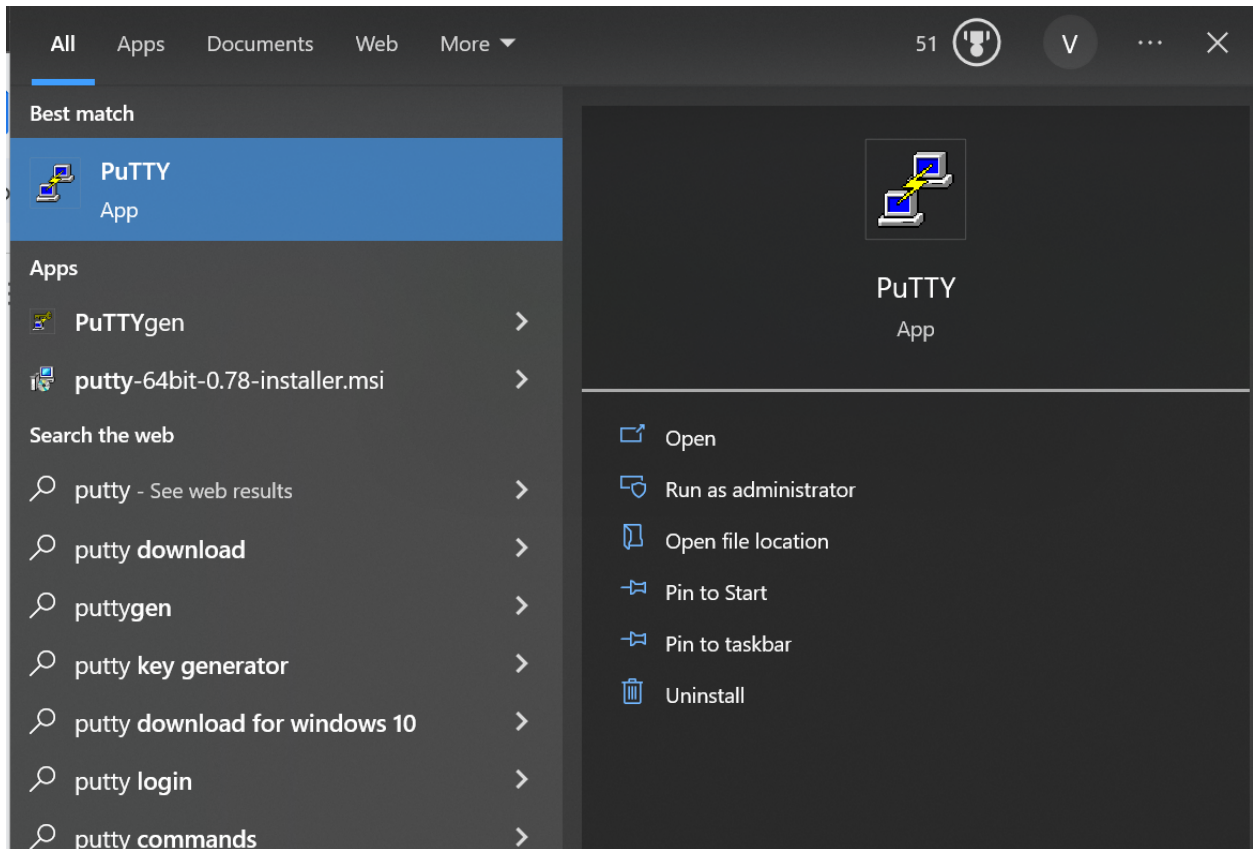 All Apps Documents Web More 51 V
Best match
PuTTY
App
Apps
PuTTYgen
putty-64bit-0.78-installer.msi
Search the web
putty - See web results
putty download
puttygen
putty key generator
putty download for windows 10
putty login
putty commands
PuTTY
App
Open
Run as administrator
Open file location
Pin to Start
Pin to taskbar
Uninstall